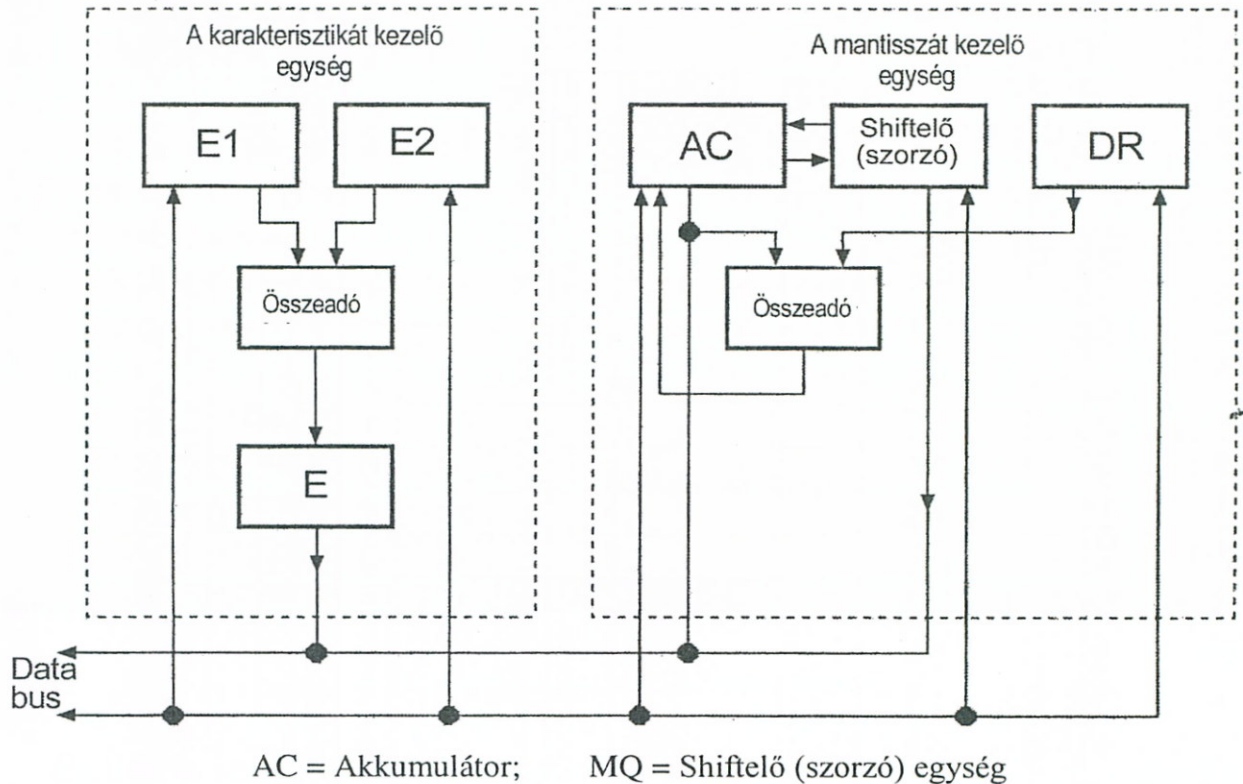 A karakterisztikát kezelő
egység
E1
E2
Összeadó
E
A mantisszát kezelő
egység
AC
Shiftelő
(szorzó)
DR
Összeadó
Data
bus
AC = Akkumulátor; MQ = Shiftelő (szorzó) egység